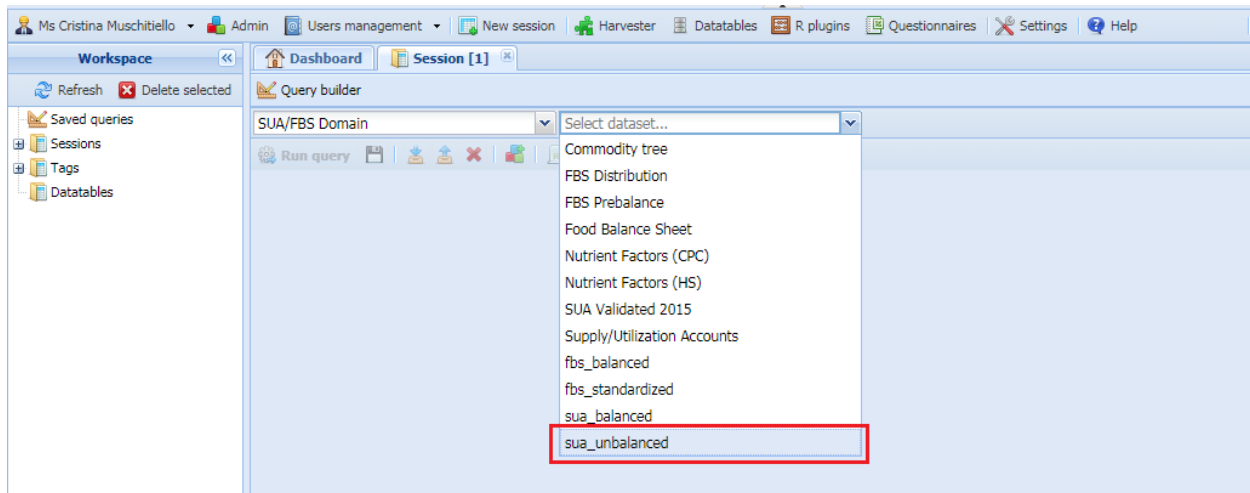 Ms Cristina Muschitiello Admin Users management New session Harvester Datatables R plugins Questionnaires Settings Help
Workspace Dashboard Session [1]
Refresh Delete selected Query builder
Saved queries
Sessions
Tags
Datatables
SUA/FBS Domain Select dataset...
Run query
Commodity tree
FBS Distribution
FBS Prebalance
Food Balance Sheet
Nutrient Factors (CPC)
Nutrient Factors (HS)
SUA Validated 2015
Supply/Utilization Accounts
fbs_balanced
fbs_standardized
sua_balanced
sua_unbalanced